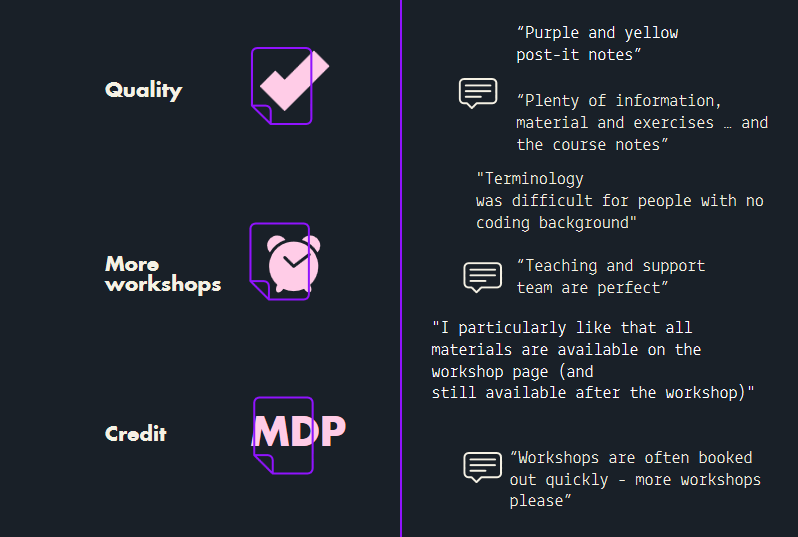 Quality
More
workshops
Credit
MDP
“Purple and yellow
post-it notes”
“Plenty of information,
material and exercises … and
the course notes”
"Terminology
was difficult for people with no
coding background"
“Teaching and support
team are perfect”
"I particularly like that all
materials are available on the
workshop page (and
still available after the workshop)"
“Workshops are often booked
out quickly - more workshops
please”